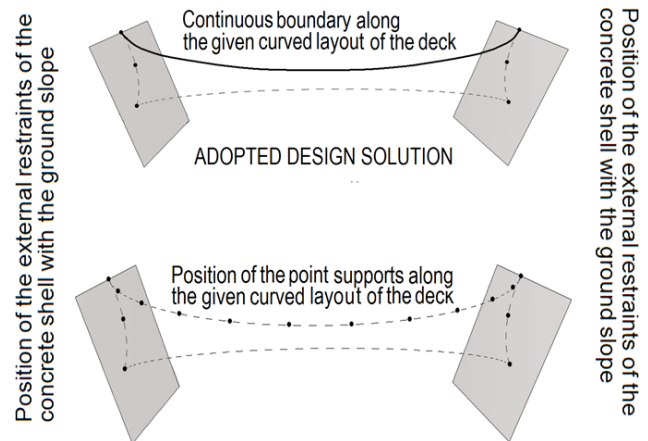 Position of the external restraints of the
concrete shell with the ground slope
Continuous boundary along
the given curved layout of the deck
ADOPTED DESIGN SOLUTION
Position of the point supports along
the given curved layout of the deck
Position of the external restraints of the
concrete shell with the ground slope